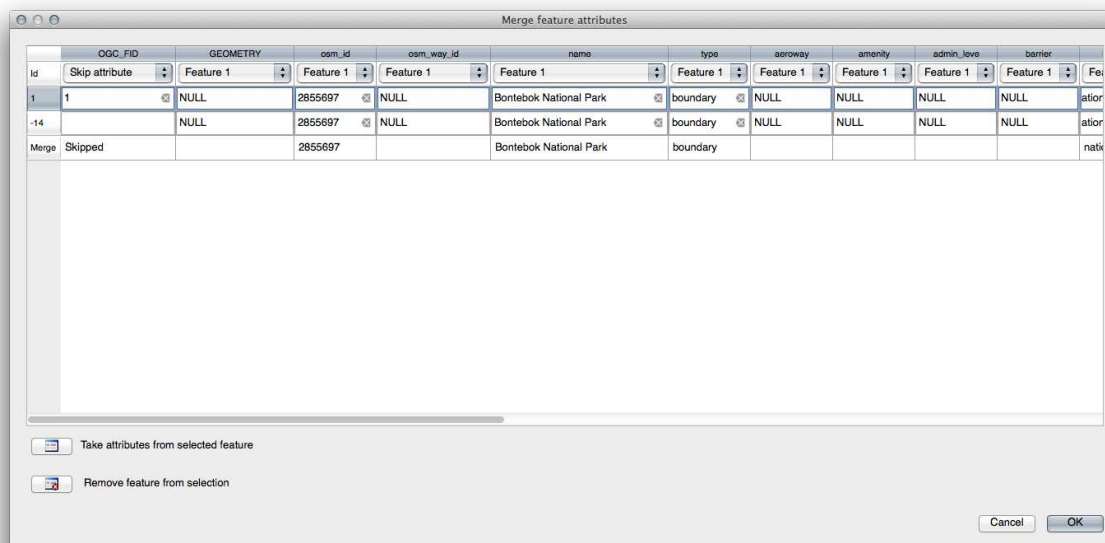 Merge feature attributes
OGC_FID GEOMETRY osm_id osm_way_id name type aeroway amenity admin_leve barrier
Id Skip attribute Feature 1 Feature 1 Feature 1 Feature 1 Feature 1 Feature 1 Feature 1 Feature 1 Feature 1 Fea
1 1 NULL 2855697 NULL Bontebok National Park boundary NULL NULL NULL NULL ation
-14 NULL 2855697 NULL Bontebok National Park boundary NULL NULL NULL NULL ation
Merge Skipped 2855697 Bontebok National Park boundary natio
Take attributes from selected feature
Remove feature from selection
Cancel OK